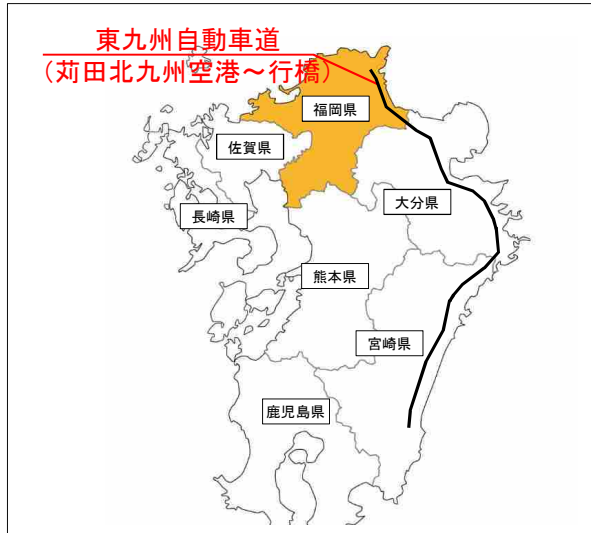 東九州自動車道
（苅田北九州空港～行橋）
福岡県
佐賀県
大分県
長崎県
熊本県
宮崎県
鹿児島県